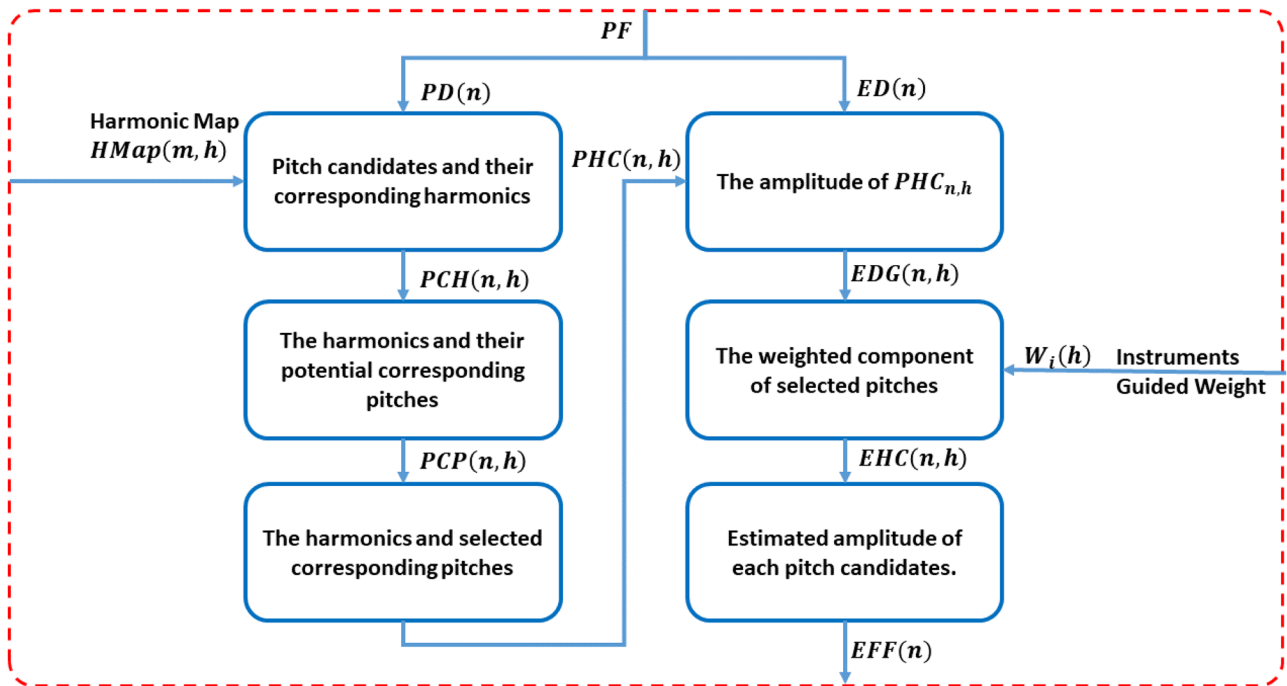 PF
PD(n)
ED(n)
Harmonic Map
HMap(m, h)
Pitch candidates and their
corresponding harmonics
PHC(n, h)
The amplitude of PHCₙ,ₕ
PCH(n, h)
EDG(n, h)
The harmonics and their
potential corresponding
pitches
The weighted component
of selected pitches
Wᵢ(h)
Instruments
Guided Weight
PCP(n, h)
EHC(n, h)
The harmonics and selected
corresponding pitches
Estimated amplitude of
each pitch candidates.
EFF(n)